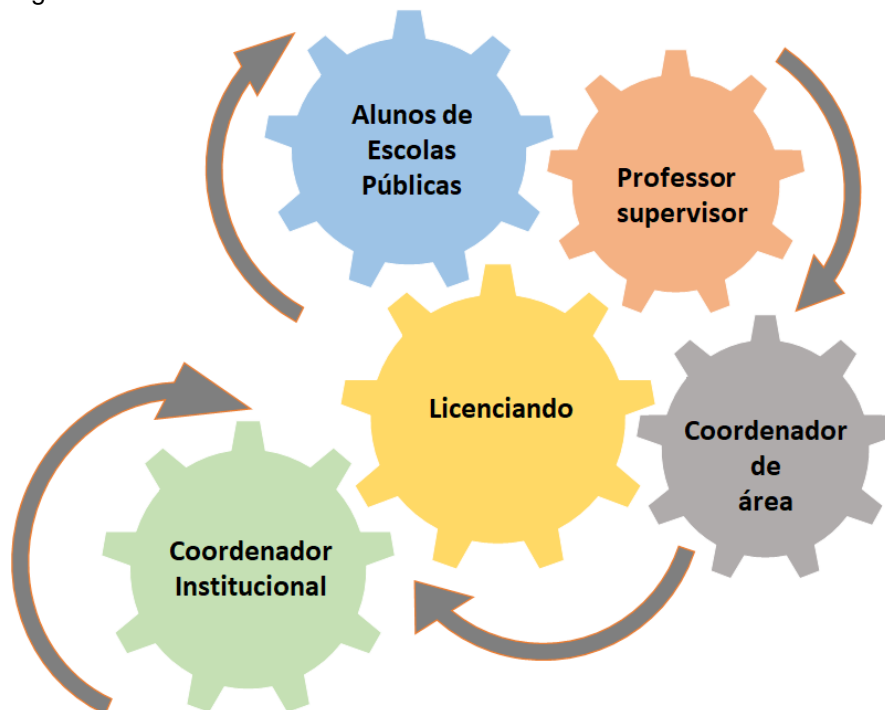 Alunos de
Escolas
Públicas
Professor
supervisor
Licenciando
Coordenador
de
área
Coordenador
Institucional